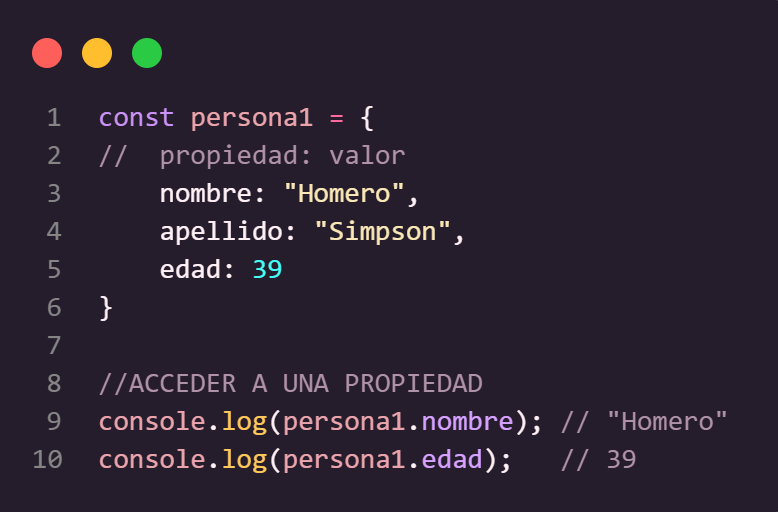 1 const persona1 = {
2 //  propiedad: valor
3     nombre: "Homero",
4     apellido: "Simpson",
5     edad: 39
6 }
7
8 //ACCEDER A UNA PROPIEDAD
9 console.log(persona1.nombre); // "Homero"
10 console.log(persona1.edad);   // 39